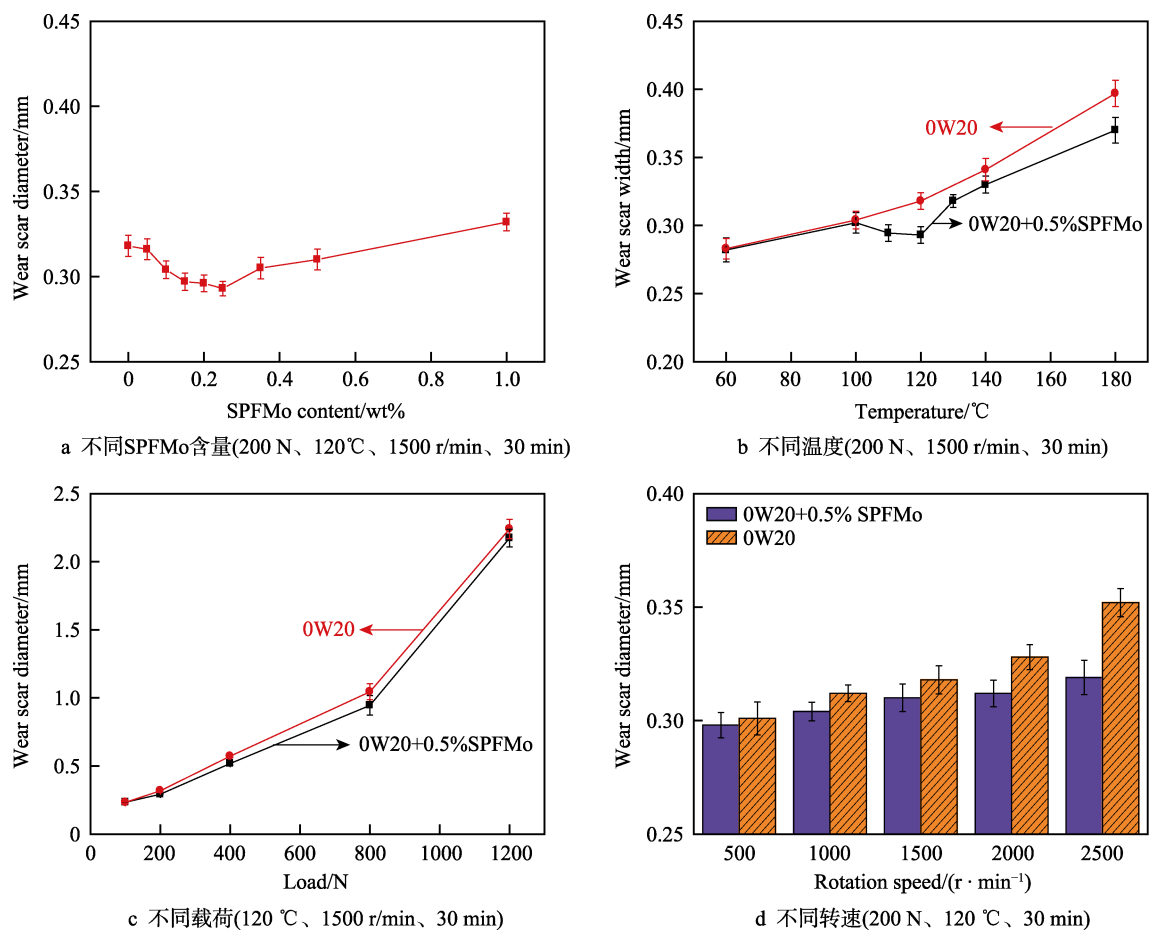 0.45
0.40
0.35
0.30
0.25
Wear scar diameter/mm
0 0.2 0.4 0.6 0.8 1.0
SPFMo content/wt%
a 不同SPFMo含量(200 N、120℃、1500 r/min、30 min)
0.45
0.40
0.35
0.30
0.25
0.20
Wear scar width/mm
0W20
0W20+0.5%SPFMo
60 80 100 120 140 160 180
Temperature/℃
b 不同温度(200 N、1500 r/min、30 min)
2.5
2.0
1.5
1.0
0.5
0
Wear scar diameter/mm
0W20
0W20+0.5%SPFMo
0 200 400 600 800 1000 1200
Load/N
c 不同载荷(120 ℃、1500 r/min、30 min)
0.40
0.35
0.30
0.25
Wear scar diameter/mm
0W20+0.5% SPFMo
0W20
500 1000 1500 2000 2500
Rotation speed/(r · min⁻¹)
d 不同转速(200 N、120 ℃、30 min)